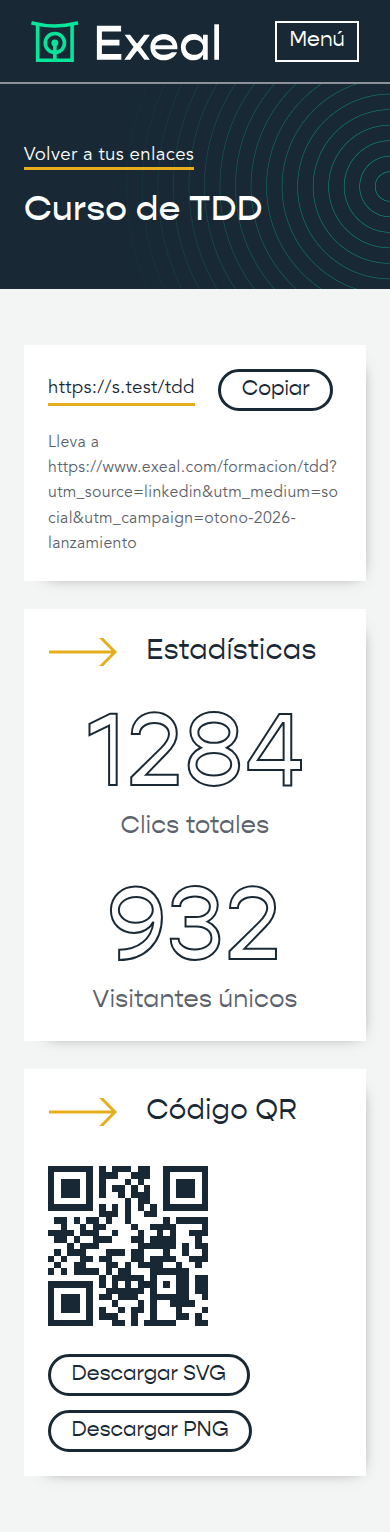 Exeal
Menú
Volver a tus enlaces
Curso de TDD
https://s.test/tdd
Copiar
Lleva a
https://www.exeal.com/formacion/tdd?
utm_source=linkedin&utm_medium=so
cial&utm_campaign=otono-2026-
lanzamiento
Estadísticas
1284
Clics totales
932
Visitantes únicos
Código QR
Descargar SVG
Descargar PNG